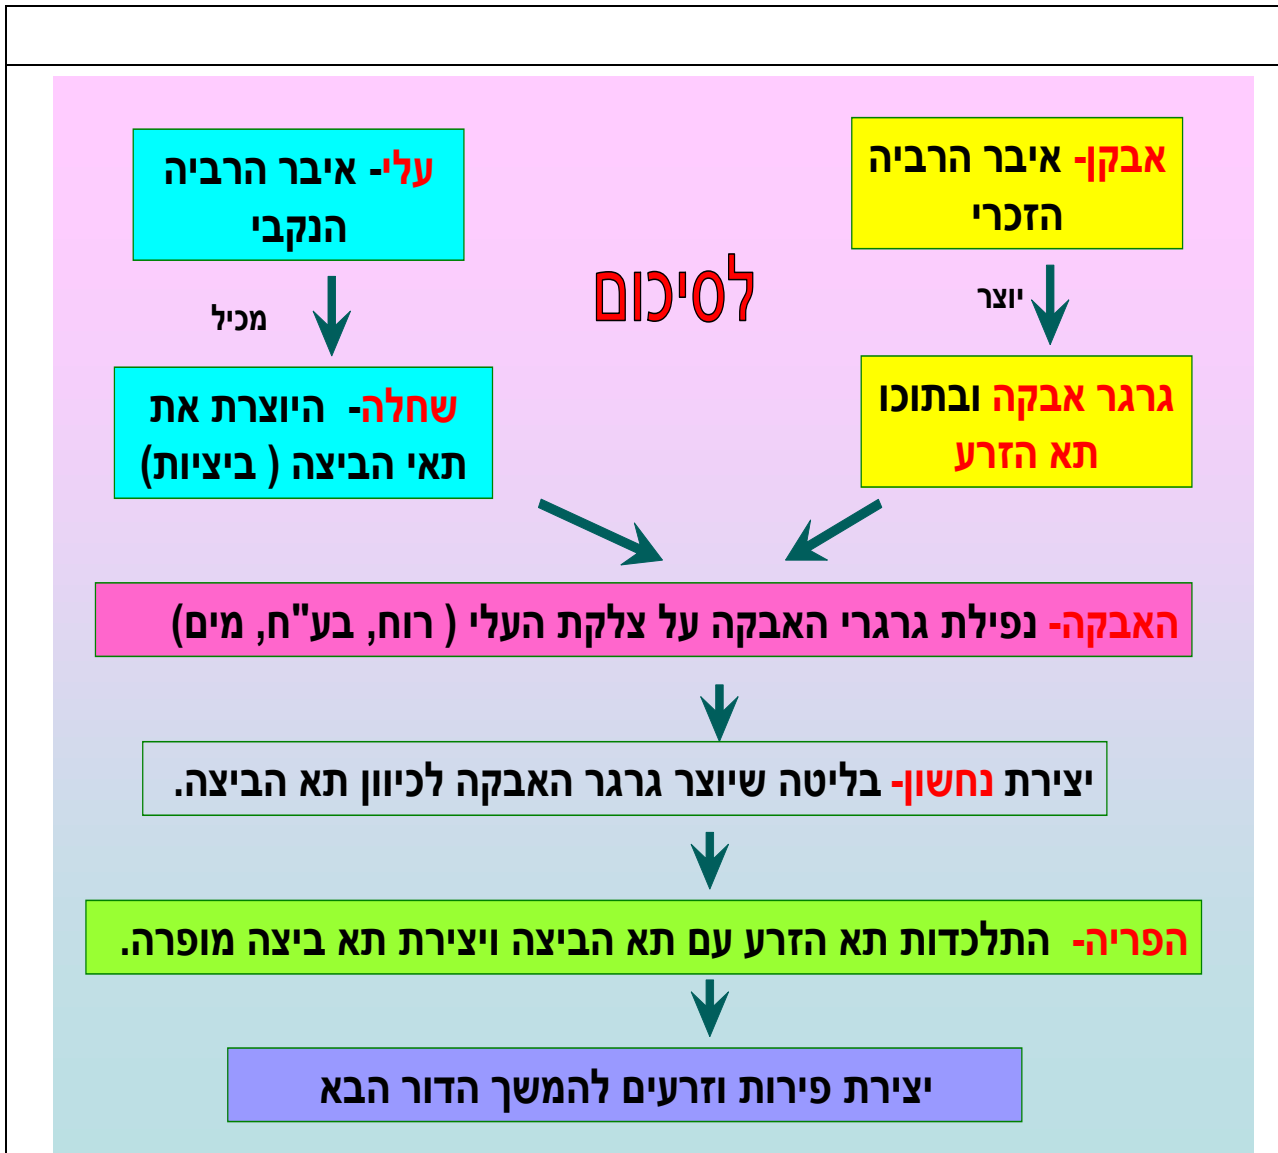 אבקן- איבר הרביה
הזכרי
עלי- איבר הרביה
הנקבי
לסיכום
יוצר
מכיל
גרגר אבקה ובתוכו
תא הזרע
שחלה- היוצרת את
תאי הביצה ( ביציות)
האבקה- נפילת גרגרי האבקה על צלקת העלי ( רוח, בע"ח, מים)
יצירת נחשון- בליטה שיוצר גרגר האבקה לכיוון תא הביצה.
הפריה- התלכדות תא הזרע עם תא הביצה ויצירת תא ביצה מופרה.
יצירת פירות וזרעים להמשך הדור הבא